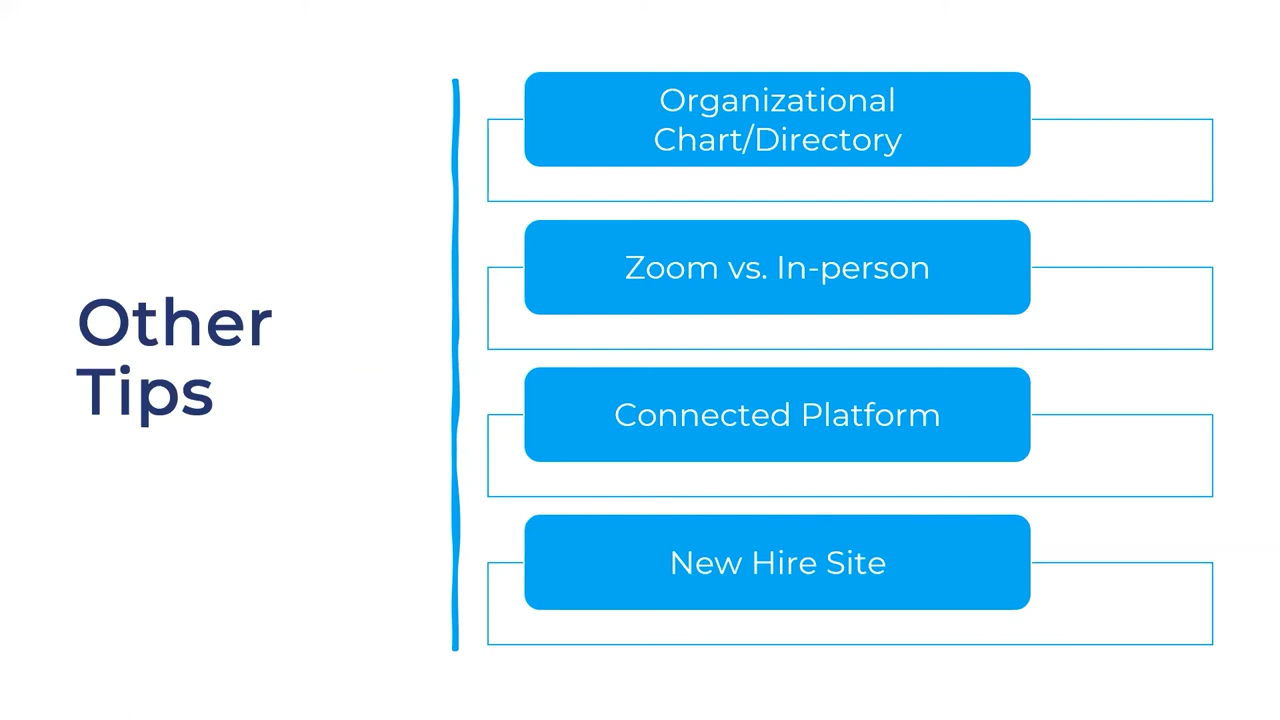 Other
Tips
Organizational
Chart/Directory
Zoom vs. In-person
Connected Platform
New Hire Site